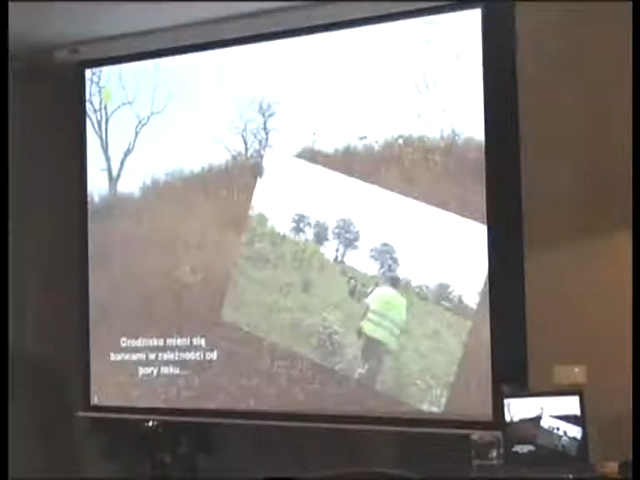 Grodzisko mieni się
barwami w zależności od
pory roku...